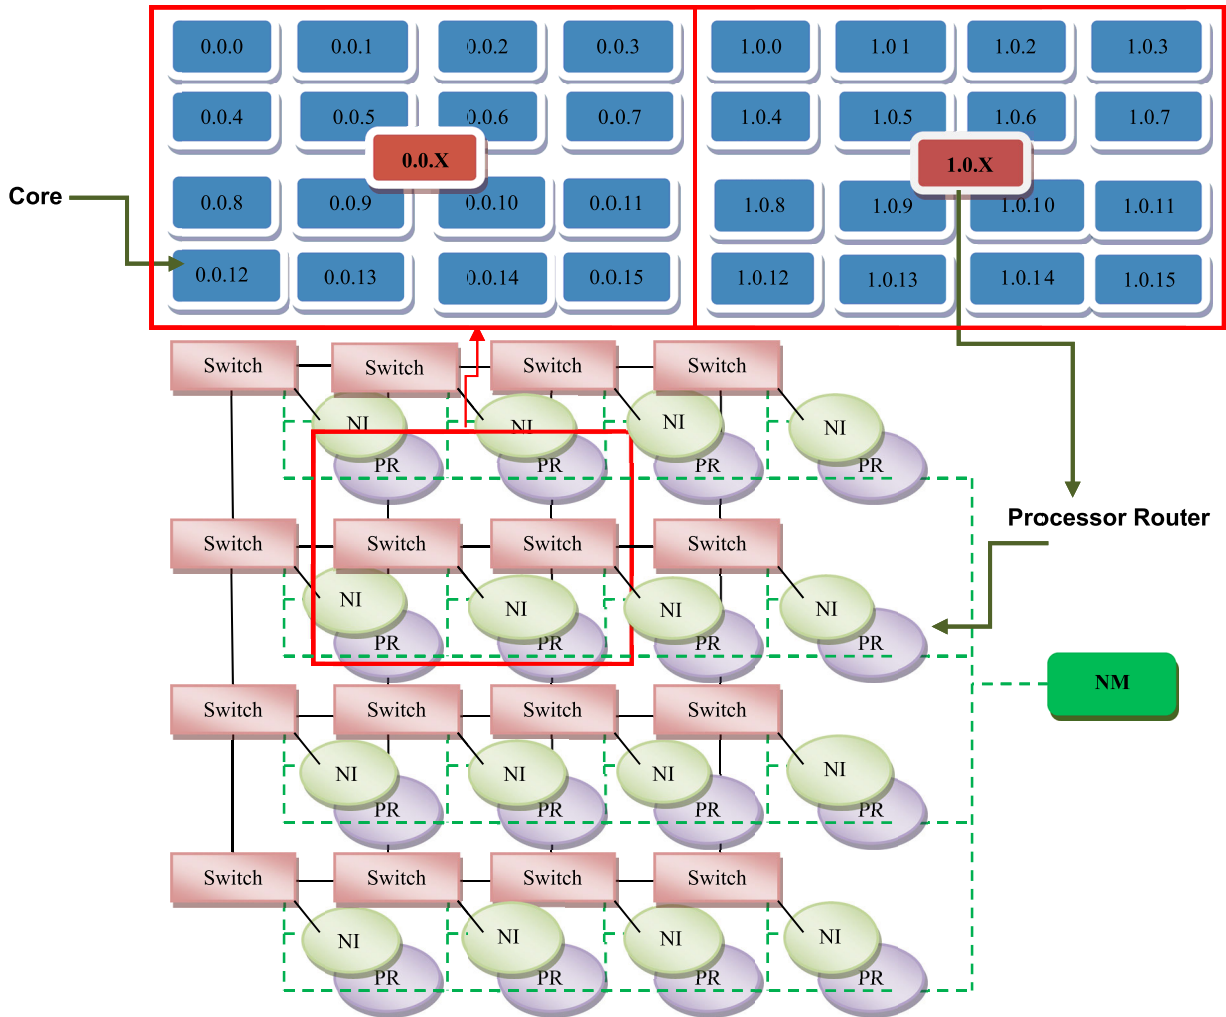 0.0.0 0.0.1 0.0.2 0.0.3 1.0.0 1.0 1 1.0.2 1.0.3
0.0.4 0.0.5 0.0.6 0.0.7 1.0.4 1.0.5 1.0.6 1.0.7
0.0.X 1.0.X
Core
0.0.8 0.0.9 0.0.10 0.0.11 1.0.8 1.0.9 1.0.10 1.0.11
0.0.12 0.0.13 0.0.14 0.0.15 1.0.12 1.0.13 1.0.14 1.0.15
Switch Switch Switch Switch
NI NI NI NI
PR PR PR PR
Processor Router
Switch Switch Switch Switch
NI NI NI NI
PR PR PR PR
NM
Switch Switch Switch Switch
NI NI NI NI
PR PR PR PR
Switch Switch Switch Switch
NI NI NI NI
PR PR PR PR